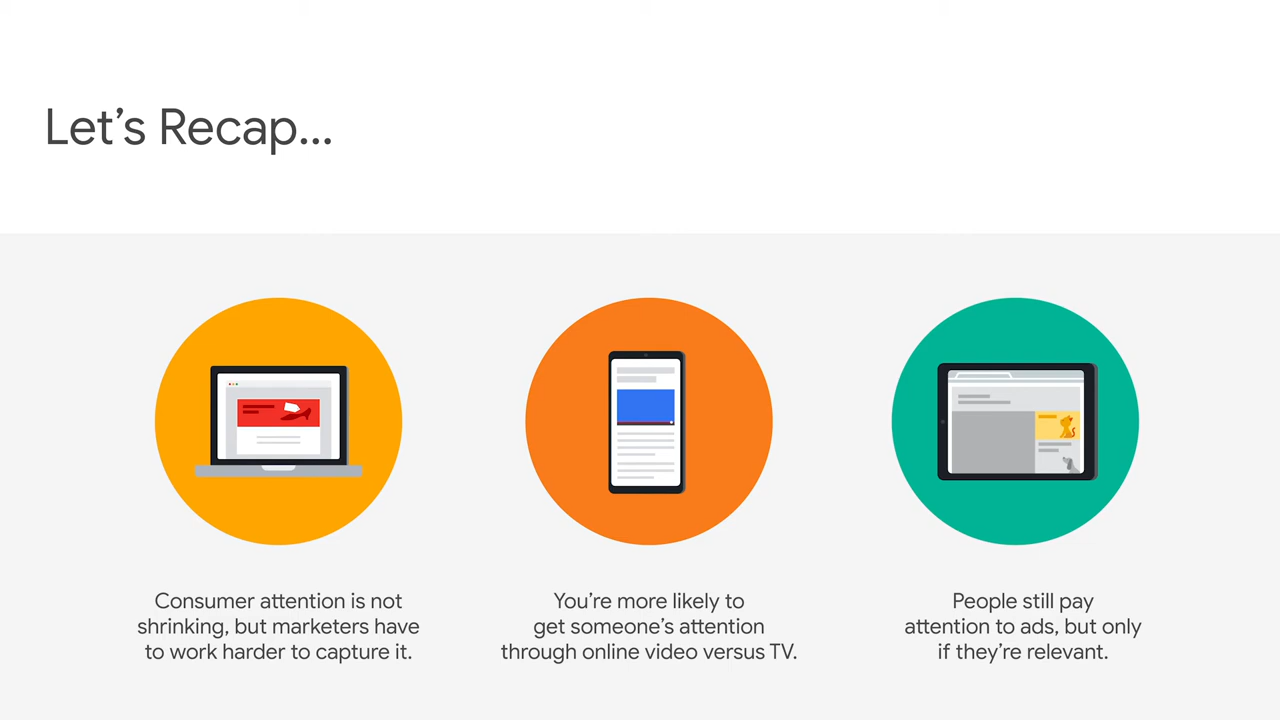 Let’s Recap...
Consumer attention is not
shrinking, but marketers have
to work harder to capture it.
You’re more likely to
get someone’s attention
through online video versus TV.
People still pay
attention to ads, but only
if they’re relevant.